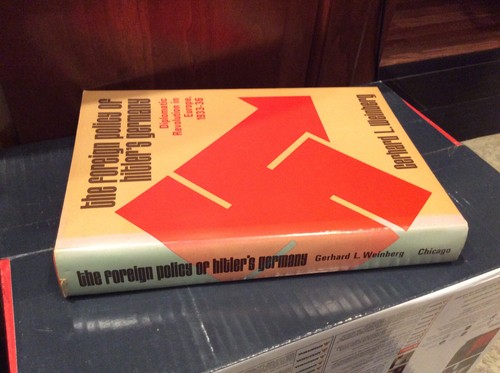 the foreign policy of
hitler's germany
Diplomatic
Revolution in
Europe,
1933-36
Gerhard L. Weinberg
the foreign policy of hitler's germany Gerhard L. Weinberg Chicago